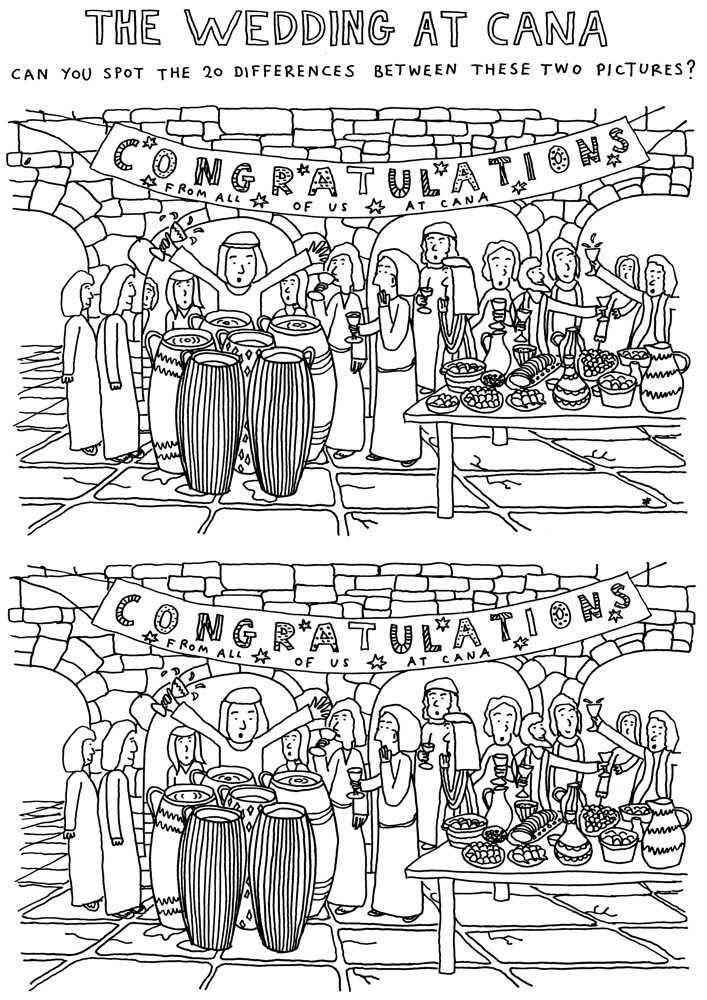 THE WEDDING AT CANA
CAN YOU SPOT THE 20 DIFFERENCES BETWEEN THESE TWO PICTURES?
CONGRATULATIONS
FROM ALL OF US AT CANA
CONGRATULATIONS
FROM ALL OF US AT CANA